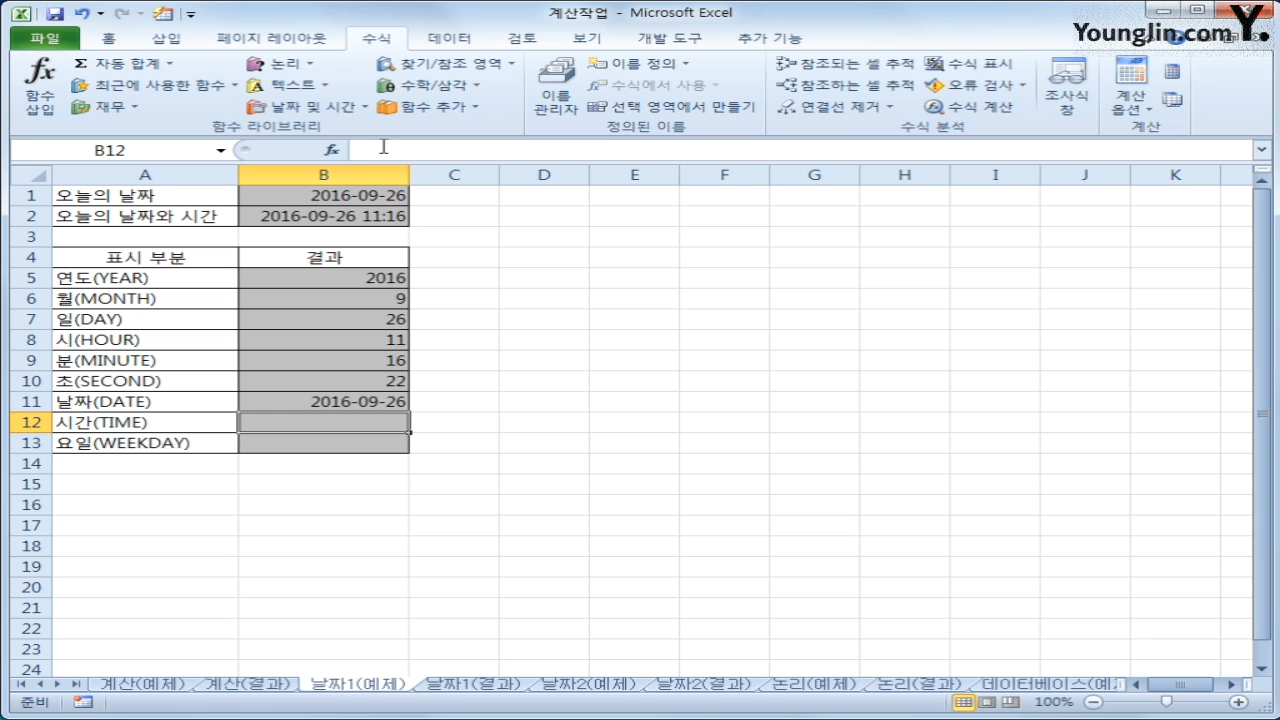 계산작업 - Microsoft Excel
Younglin.com Y.
파일 홈 삽입 페이지 레이아웃 수식 데이터 검토 보기 개발 도구 추가 기능
fx 함수 삽입
Σ 자동 합계
최근에 사용한 함수
재무
논리
텍스트
날짜 및 시간
찾기/참조 영역
수학/삼각
함수 추가
함수 라이브러리
이름 관리자
이름 정의
수식에서 사용
선택 영역에서 만들기
정의된 이름
참조되는 셀 추적
참조하는 셀 추적
연결선 제거
수식 표시
오류 검사
수식 계산
수식 분석
조사식 창
계산 옵션
계산
B12 fx
A B C D E F G H I J K
1 오늘의 날짜 2016-09-26
2 오늘의 날짜와 시간 2016-09-26 11:16
3
4 표시 부분 결과
5 연도(YEAR) 2016
6 월(MONTH) 9
7 일(DAY) 26
8 시(HOUR) 11
9 분(MINUTE) 16
10 초(SECOND) 22
11 날짜(DATE) 2016-09-26
12 시간(TIME)
13 요일(WEEKDAY)
14
15
16
17
18
19
20
21
22
23
24
계산(예제) 계산(결과) 날짜1(예제) 날짜1(결과) 날짜2(예제) 날짜2(결과) 논리(예제) 논리(결과) 데이터베이스(예
준비 100%